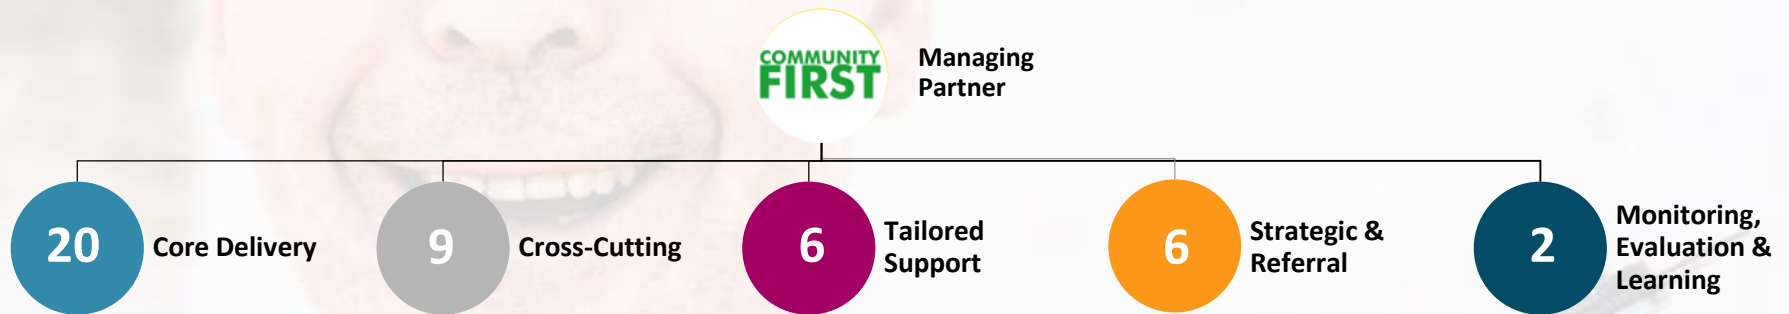 COMMUNITY
FIRST
Managing
Partner
20
Core Delivery
9
Cross-Cutting
6
Tailored
Support
6
Strategic &
Referral
2
Monitoring,
Evaluation &
Learning